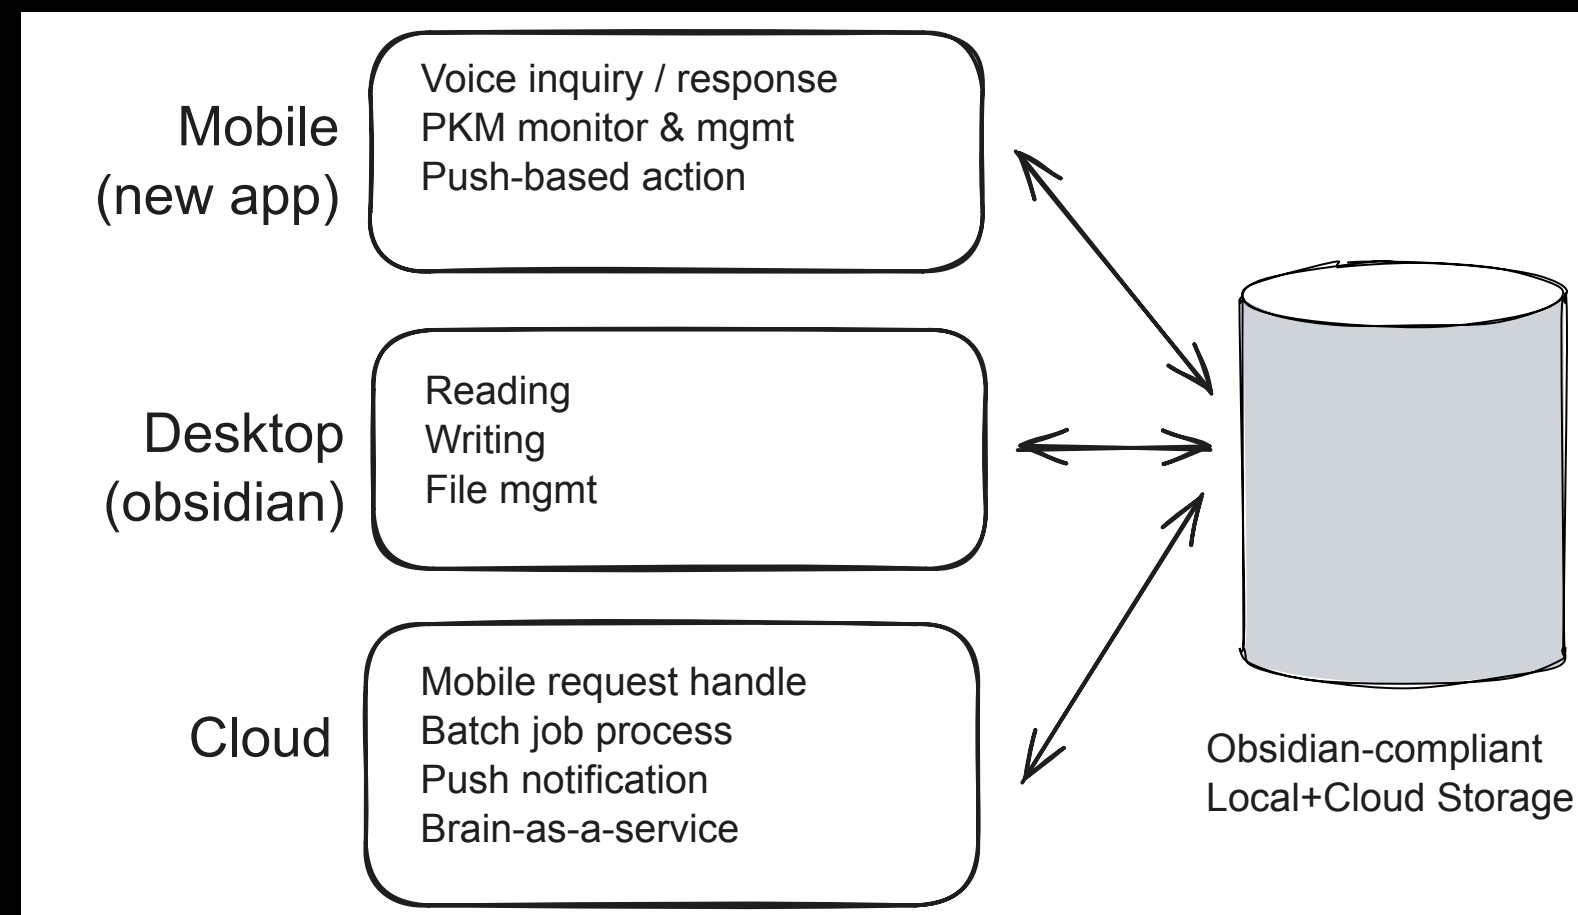 Mobile
(new app)
Voice inquiry / response
PKM monitor & mgmt
Push-based action
Desktop
(obsidian)
Reading
Writing
File mgmt
Cloud
Mobile request handle
Batch job process
Push notification
Brain-as-a-service
Obsidian-compliant
Local+Cloud Storage